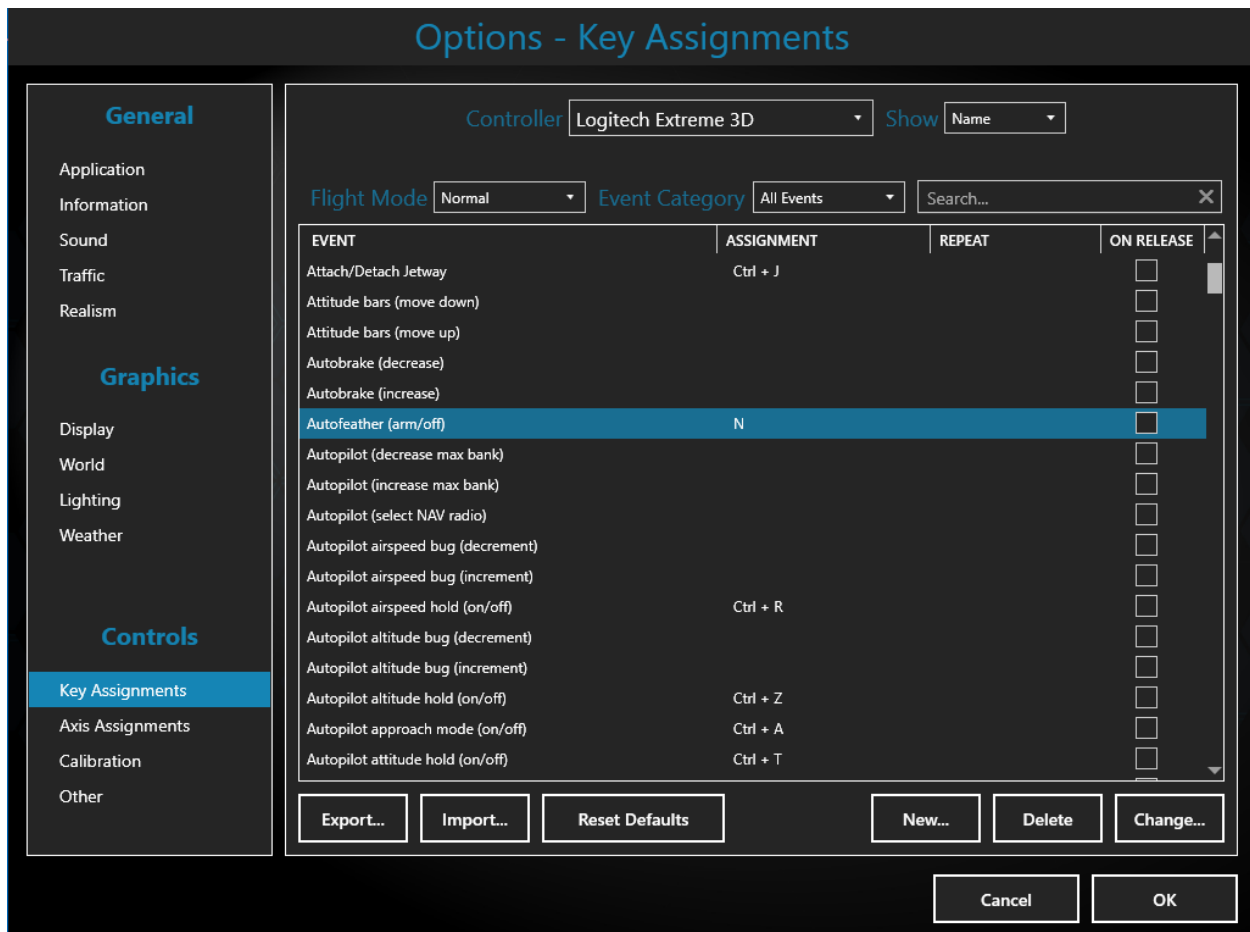 Options - Key Assignments
General
Application
Information
Sound
Traffic
Realism
Graphics
Display
World
Lighting
Weather
Controls
Key Assignments
Axis Assignments
Calibration
Other
Controller Logitech Extreme 3D Show Name
Flight Mode Normal Event Category All Events Search...
EVENT ASSIGNMENT REPEAT ON RELEASE
Attach/Detach Jetway Ctrl + J
Attitude bars (move down)
Attitude bars (move up)
Autobrake (decrease)
Autobrake (increase)
Autofeather (arm/off) N
Autopilot (decrease max bank)
Autopilot (increase max bank)
Autopilot (select NAV radio)
Autopilot airspeed bug (decrement)
Autopilot airspeed bug (increment)
Autopilot airspeed hold (on/off) Ctrl + R
Autopilot altitude bug (decrement)
Autopilot altitude bug (increment)
Autopilot altitude hold (on/off) Ctrl + Z
Autopilot approach mode (on/off) Ctrl + A
Autopilot attitude hold (on/off) Ctrl + T
Export... Import... Reset Defaults New... Delete Change...
Cancel OK